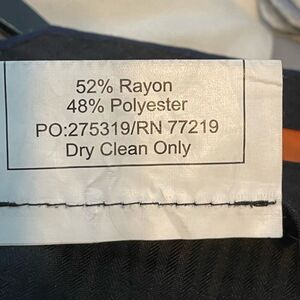 52% Rayon
48% Polyester
PO:275319/RN 77219
Dry Clean Only